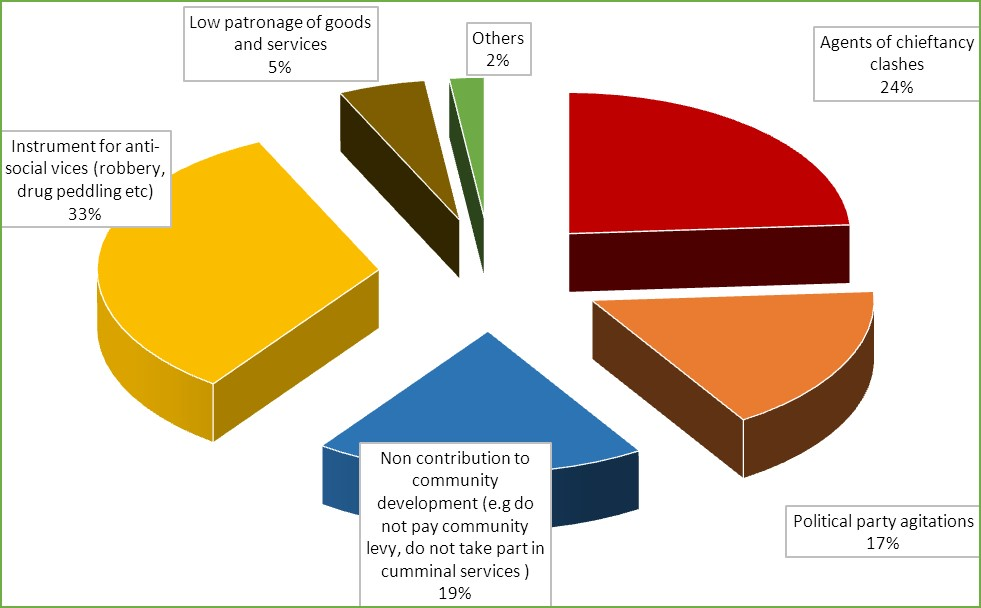 Low patronage of goods
and services
5%
Others
2%
Agents of chieftancy
clashes
24%
Instrument for anti-
social vices (robbery,
drug peddling etc)
33%
Non contribution to
community
development (e.g do
not pay community
levy, do not take part in
cumminal services )
19%
Political party agitations
17%